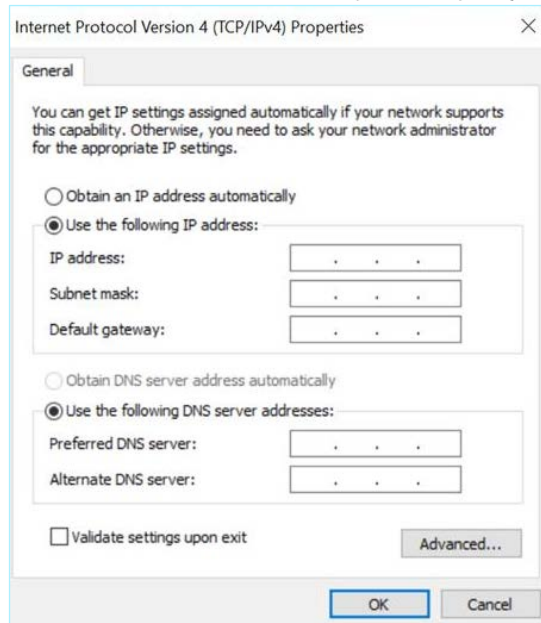 Internet Protocol Version 4 (TCP/IPv4) Properties
General
You can get IP settings assigned automatically if your network supports
this capability. Otherwise, you need to ask your network administrator
for the appropriate IP settings.
Obtain an IP address automatically
Use the following IP address:
IP address:
Subnet mask:
Default gateway:
Obtain DNS server address automatically
Use the following DNS server addresses:
Preferred DNS server:
Alternate DNS server:
Validate settings upon exit
Advanced...
OK Cancel